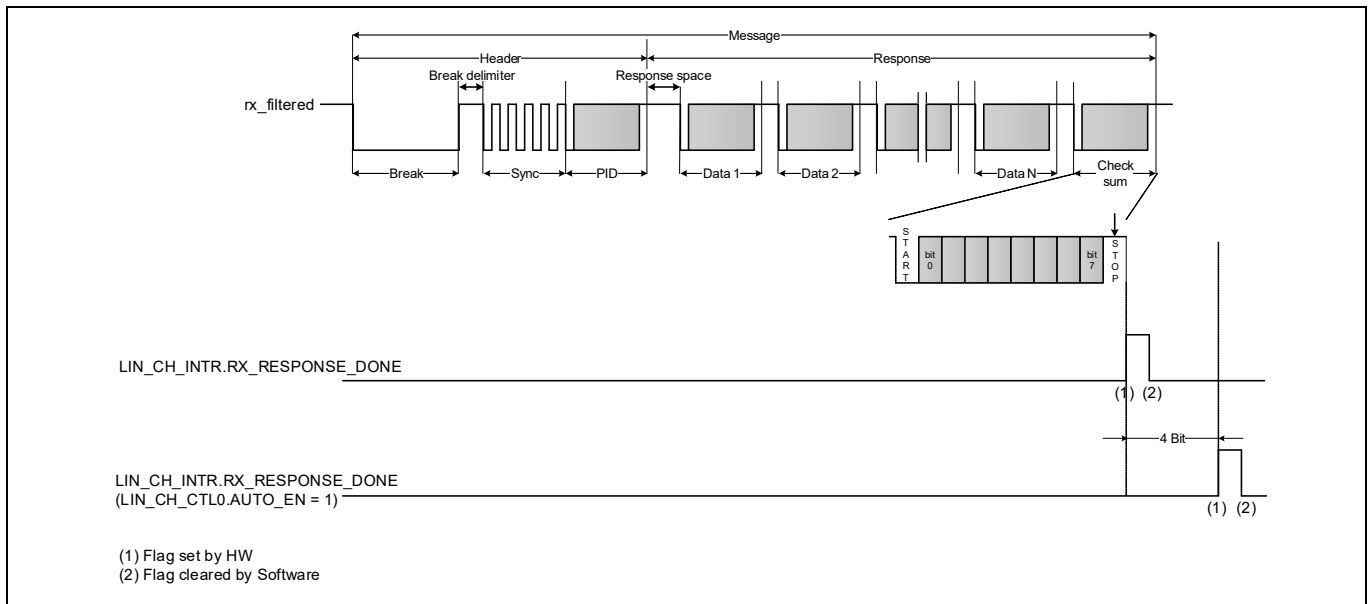 Message
Header
Response
Break delimiter
Response space
rx_filtered
Break
Sync
PID
Data 1
Data 2
Data N
Check
sum
START
bit
0
bit
7
STOP
LIN_CH_INTR.RX_RESPONSE_DONE
(1) (2)
4 Bit
LIN_CH_INTR.RX_RESPONSE_DONE
(LIN_CH_CTL0.AUTO_EN = 1)
(1) (2)
(1) Flag set by HW
(2) Flag cleared by Software